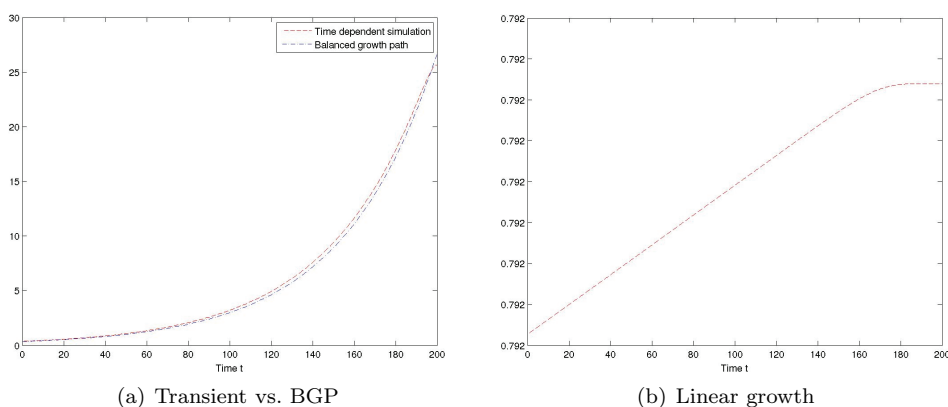 30
25
20
15
10
5
0
Time dependent simulation
Balanced growth path
0 20 40 60 80 100 120 140 160 180 200
Time t
(a) Transient vs. BGP
0.792
0.792
0.792
0.792
0.792
0.792
0.792
0.792
0.792
0 20 40 60 80 100 120 140 160 180 200
Time t
(b) Linear growth